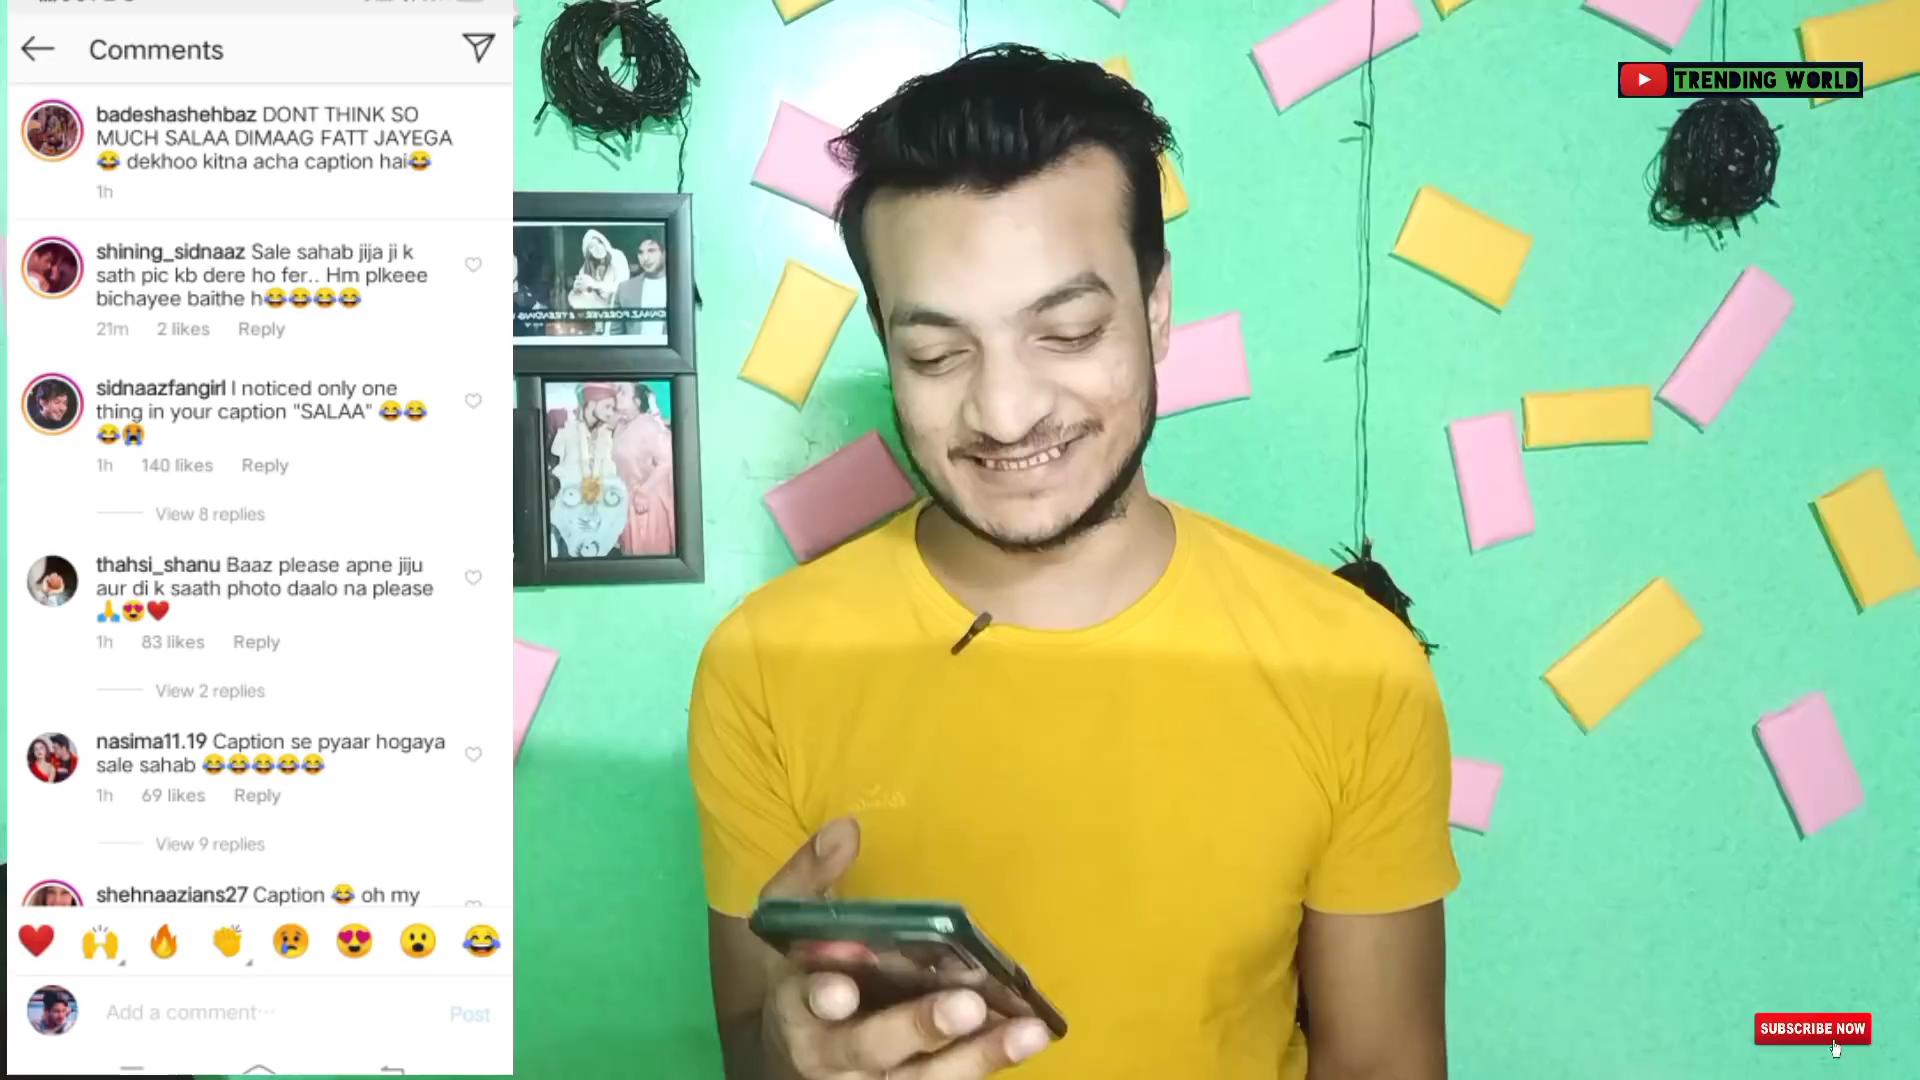 Comments
badeshashehbaz DONT THINK SO
MUCH SALAA DIMAAG FATT JAYEGA
😂 dekhoo kitna acha caption hai😂
1h
shining_sidnaaz Sale sahab jija ji k
sath pic kb dere ho fer.. Hm plkeee
bichayee baithe h😂😂😂😂
21m 2 likes Reply
sidnaazfangirl I noticed only one
thing in your caption "SALAA" 😂😂
😂😭
1h 140 likes Reply
View 8 replies
thahsi_shanu Baaz please apne jiju
aur di k saath photo daalo na please
🙏😍❤️
1h 83 likes Reply
View 2 replies
nasima11.19 Caption se pyaar hogaya
sale sahab 😂😂😂😂😂
1h 69 likes Reply
View 9 replies
shehnaazians27 Caption 😂 oh my
Add a comment...
Post
TRENDING WORLD
SUBSCRIBE NOW